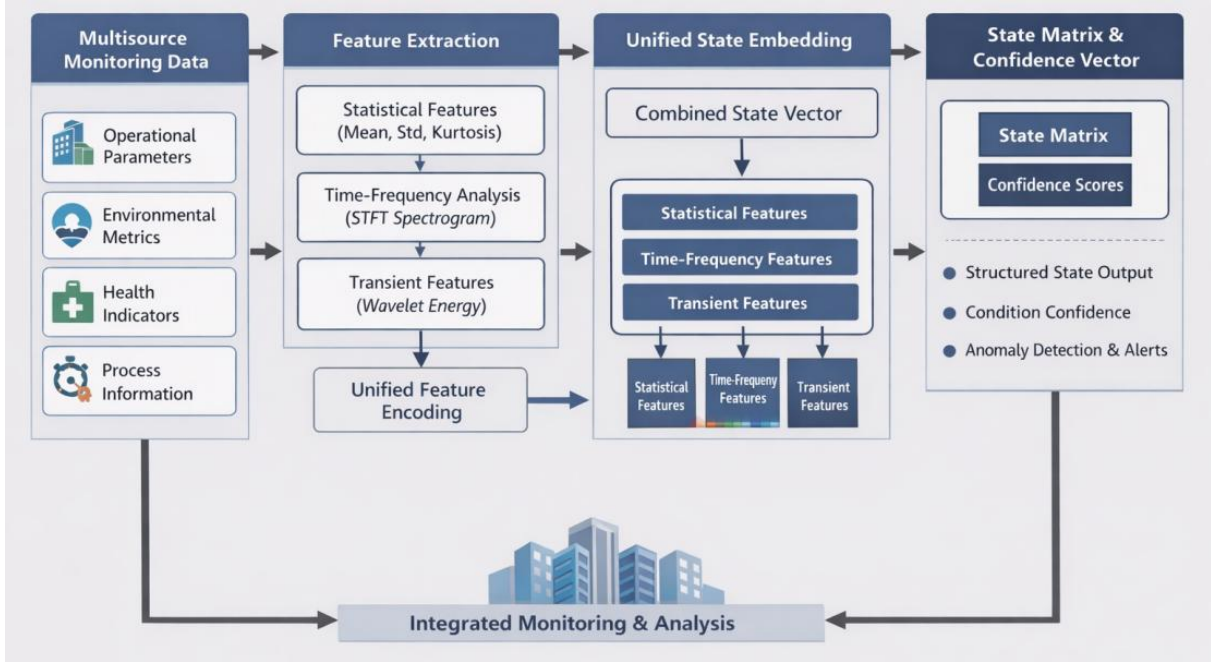 Multisource
Monitoring Data
Operational
Parameters
Environmental
Metrics
Health
Indicators
Process
Information
Feature Extraction
Statistical Features
(Mean, Std, Kurtosis)
Time-Frequency Analysis
(STFT Spectrogram)
Transient Features
(Wavelet Energy)
Unified Feature
Encoding
Unified State Embedding
Combined State Vector
Statistical Features
Time-Frequency Features
Transient Features
Statistical
Features
Time-Frequeny
Features
Transient
Features
State Matrix &
Confidence Vector
State Matrix
Confidence Scores
Structured State Output
Condition Confidence
Anomaly Detection & Alerts
Integrated Monitoring & Analysis